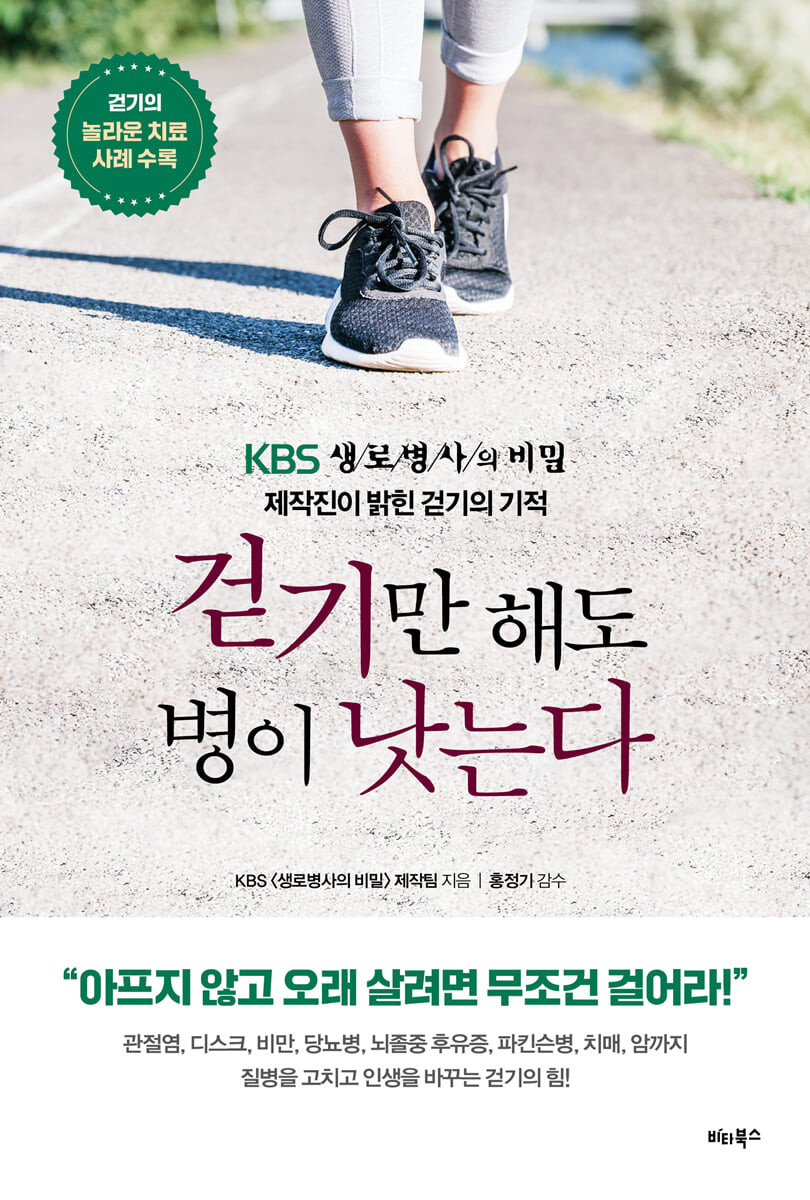 걷기의
놀라운 치료
사례 수록
KBS 생/로/병/사/의 비밀
제작진이 밝힌 걷기의 기적
걷기만 해도
병이 낫는다
KBS 〈생로병사의 비밀〉 제작팀 지음 | 홍정기 감수
“아프지 않고 오래 살려면 무조건 걸어라!”
관절염, 디스크, 비만, 당뇨병, 뇌졸중 후유증, 파킨슨병, 치매, 암까지
질병을 고치고 인생을 바꾸는 걷기의 힘!
비타북스